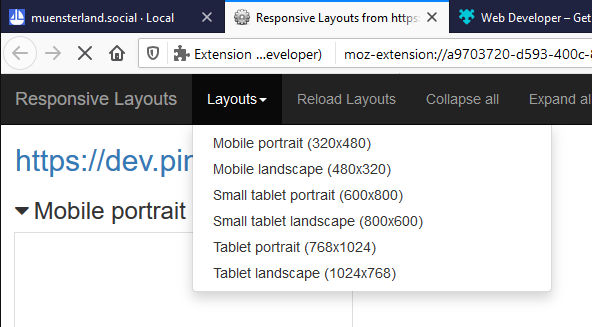 muensterland.social · Local
Responsive Layouts from https:
Web Developer – Get
Extension ...eveloper)
moz-extension://a9703720-d593-400c-8
Responsive Layouts
Layouts
Reload Layouts
Collapse all
Expand al
https://dev.pin
Mobile portrait
Mobile portrait (320x480)
Mobile landscape (480x320)
Small tablet portrait (600x800)
Small tablet landscape (800x600)
Tablet portrait (768x1024)
Tablet landscape (1024x768)